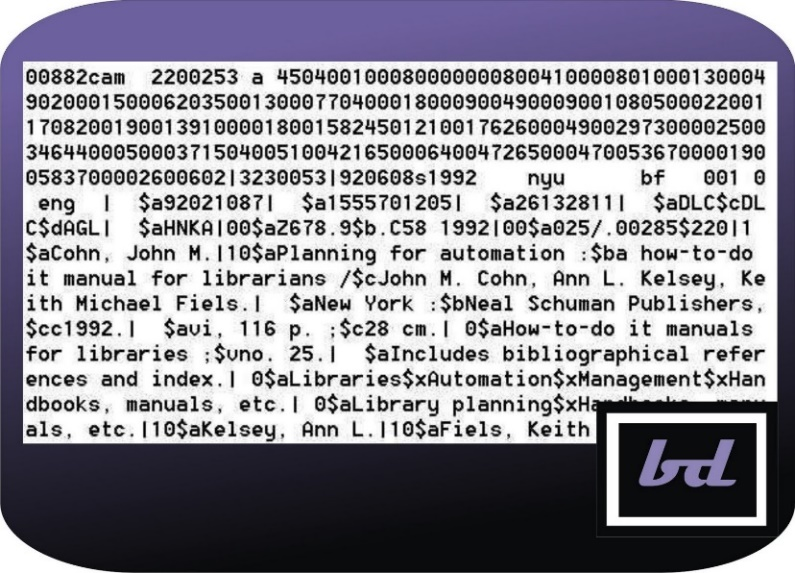 00882cam  2200253 a 450400100080000000800410000801000130004
90200015000620350013000770400018000900490009001080500022001
17082001900139100001800158245012100176260004900297300002500
34644000500037150400510042165000640047265000470053670000190
0583700002600602|3230053|920608s1992    nyu     bf   001 0
 eng  |  $a92021087|  $a1555701205|  $a26132811|  $aDLC$cDL
C$dAGL|  $aHNKA|00$aZ678.9$b.C58 1992|00$a025/.00285$220|1
$aCohn, John M.|10$aPlanning for automation :$ba how-to-do
it manual for librarians /$cJohn M. Cohn, Ann L. Kelsey, Ke
ith Michael Fiels.|  $aNew York :$bNeal Schuman Publishers,
$cc1992.|  $avi, 116 p. ;$c28 cm.| 0$aHow-to-do it manuals
for libraries ;$vno. 25.|  $aIncludes bibliographical refer
ences and index.| 0$aLibraries$xAutomation$xManagement$xHan
dbooks, manuals, etc.| 0$aLibrary planning$xHandbooks, manu
als, etc.|10$aKelsey, Ann L.|10$aFiels, Keith
bd